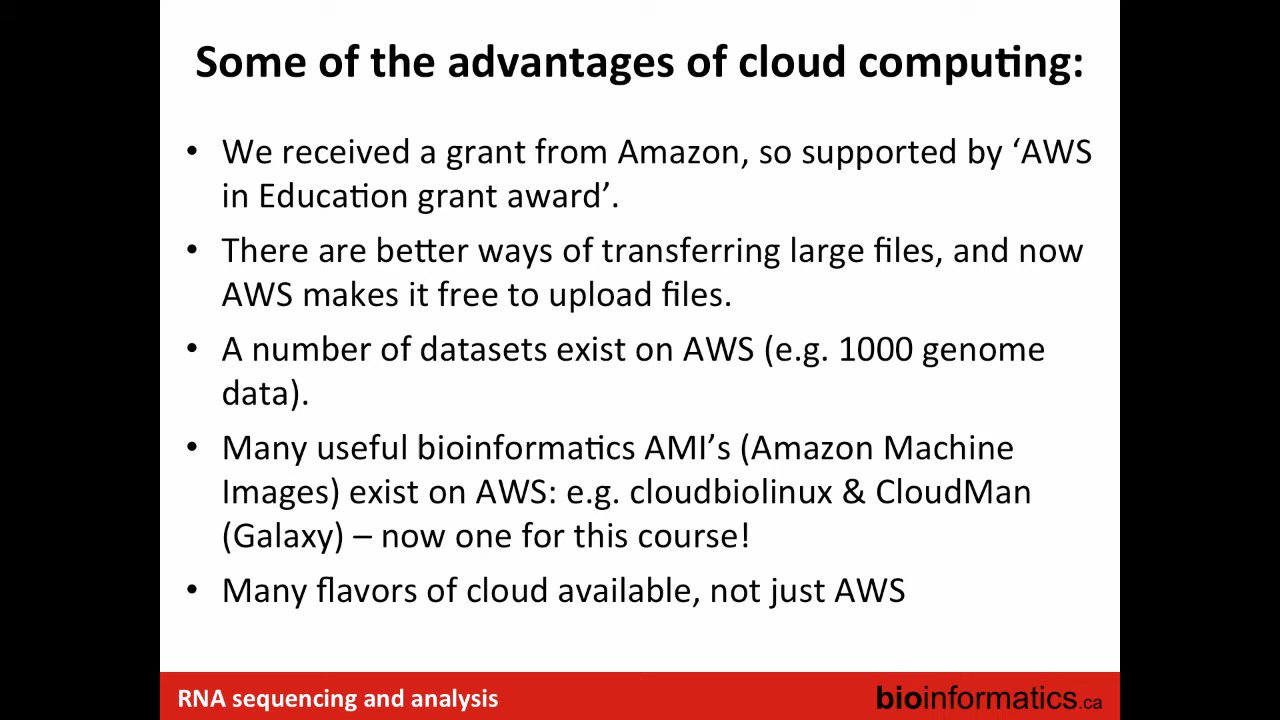 Some of the advantages of cloud computing:
• We received a grant from Amazon, so supported by ‘AWS
in Education grant award’.
• There are better ways of transferring large files, and now
AWS makes it free to upload files.
• A number of datasets exist on AWS (e.g. 1000 genome
data).
• Many useful bioinformatics AMI’s (Amazon Machine
Images) exist on AWS: e.g. cloudbiolinux & CloudMan
(Galaxy) – now one for this course!
• Many flavors of cloud available, not just AWS
RNA sequencing and analysis
bioinformatics.ca